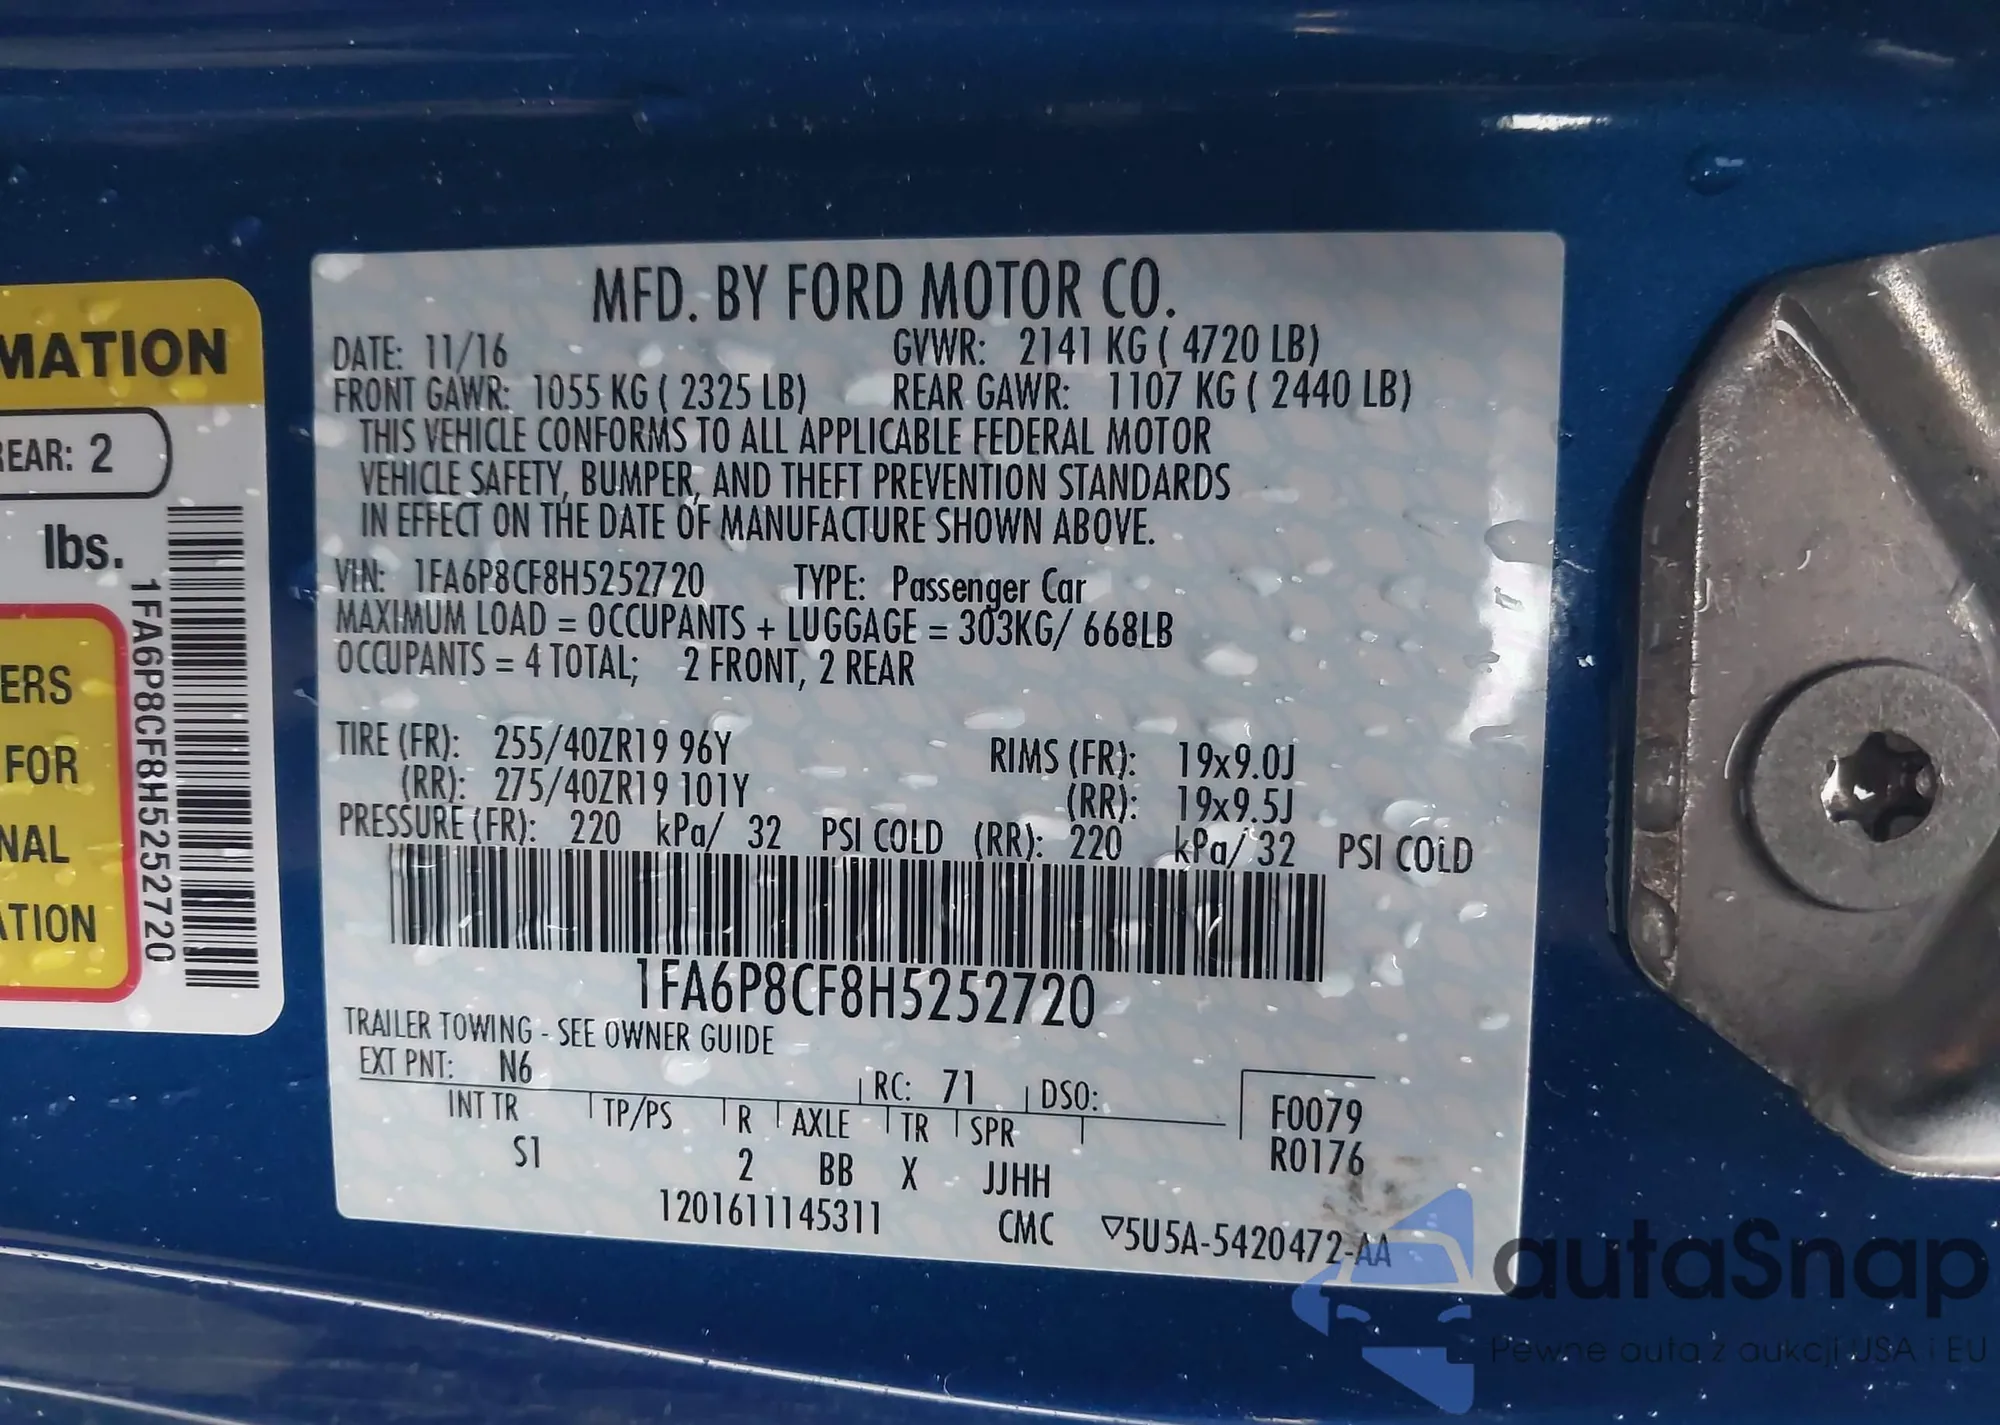 MATION
REAR: 2
lbs.
ERS
FOR
NAL
ATION
1FA6P8CF8H5252720
MFD. BY FORD MOTOR CO.
DATE: 11/16 GVWR: 2141 KG ( 4720 LB)
FRONT GAWR: 1055 KG ( 2325 LB) REAR GAWR: 1107 KG ( 2440 LB)
THIS VEHICLE CONFORMS TO ALL APPLICABLE FEDERAL MOTOR
VEHICLE SAFETY, BUMPER, AND THEFT PREVENTION STANDARDS
IN EFFECT ON THE DATE OF MANUFACTURE SHOWN ABOVE.
VIN: 1FA6P8CF8H5252720 TYPE: Passenger Car
MAXIMUM LOAD = OCCUPANTS + LUGGAGE = 303KG/ 668LB
OCCUPANTS = 4 TOTAL; 2 FRONT, 2 REAR
TIRE (FR): 255/40ZR19 96Y RIMS (FR): 19x9.0J
(RR): 275/40ZR19 101Y (RR): 19x9.5J
PRESSURE (FR): 220 kPa/ 32 PSI COLD (RR): 220 kPa/ 32 PSI COLD
1FA6P8CF8H5252720
TRAILER TOWING - SEE OWNER GUIDE
EXT PNT: N6 RC: 71 DSO:
INT TR TP/PS R AXLE TR SPR F0079
S1 2 BB X JJHH R0176
1201611145311 CMC ▽5U5A-5420472-AA
autaSnap
Pewne auta z aukcji USA i EU